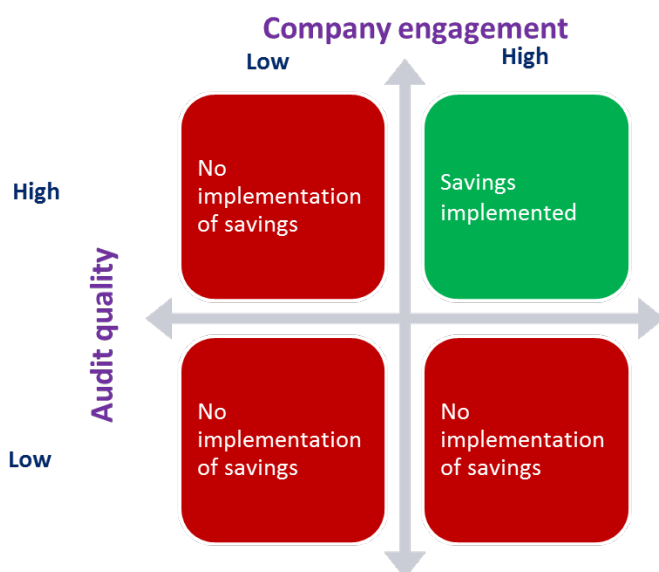 Company engagement
Low
High
High
No
implementation
of savings
Savings
implemented
Audit quality
Low
No
implementation
of savings
No
implementation
of savings